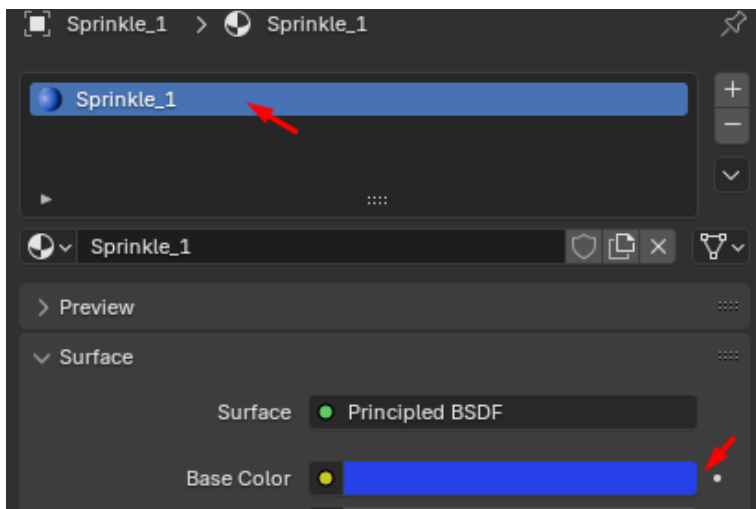 Sprinkle_1 > Sprinkle_1
Sprinkle_1
Sprinkle_1
Preview
Surface
Surface Principled BSDF
Base Color